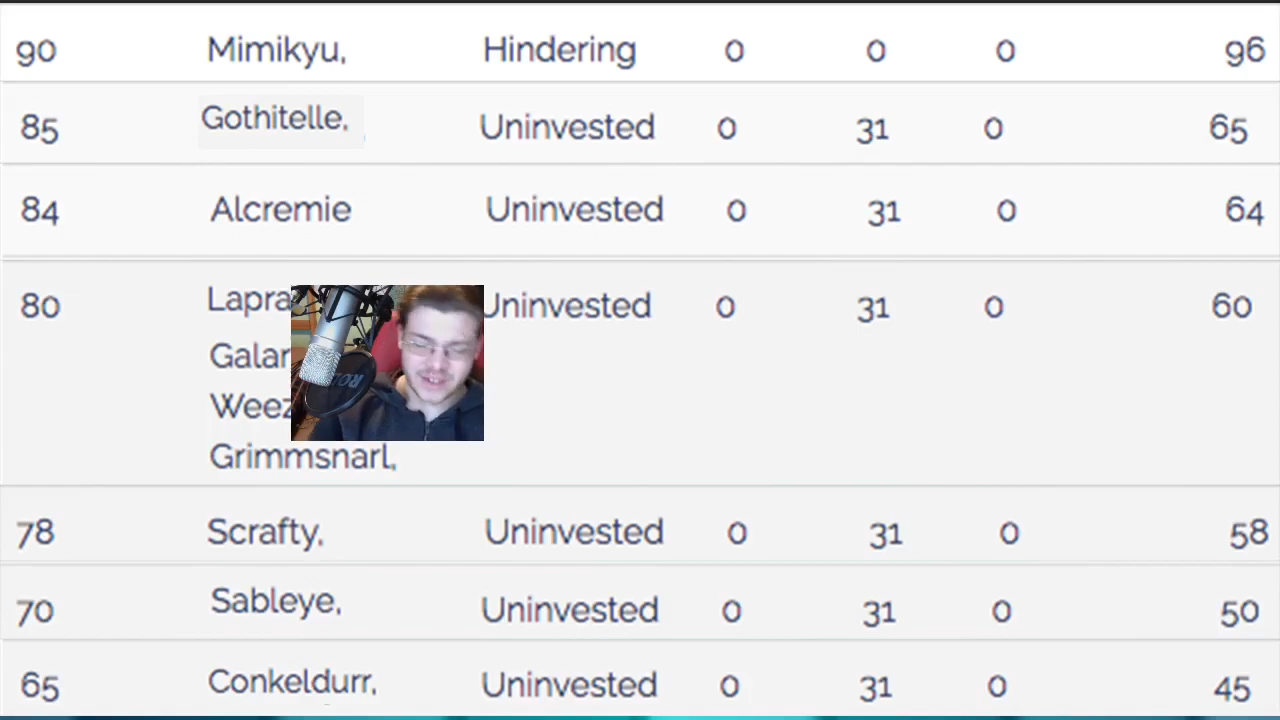 90 Mimikyu, Hindering 0 0 0 96
85 Gothitelle, Uninvested 0 31 0 65
84 Alcremie Uninvested 0 31 0 64
80 Uninvested 0 31 0 60
Grimmsnarl,
78 Scrafty, Uninvested 0 31 0 58
70 Sableye, Uninvested 0 31 0 50
65 Conkeldurr, Uninvested 0 31 0 45